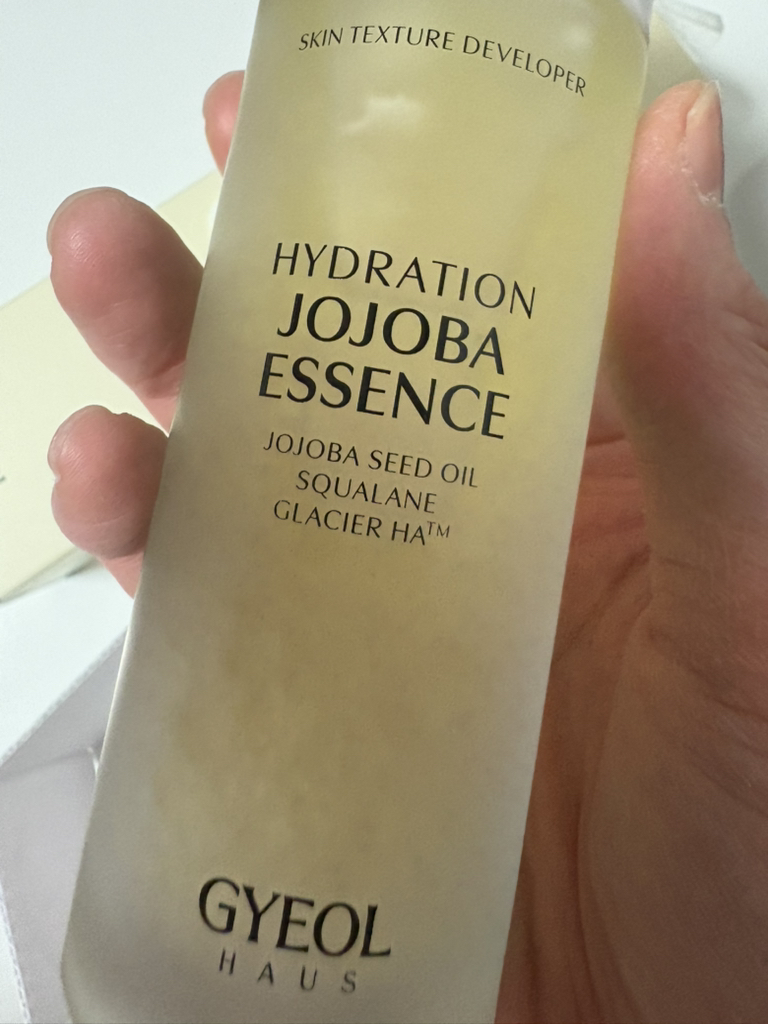 SKIN TEXTURE DEVELOPER
HYDRATION
JOJOBA
ESSENCE
JOJOBA SEED OIL
SQUALANE
GLACIER HA™
GYEOL
HAUS